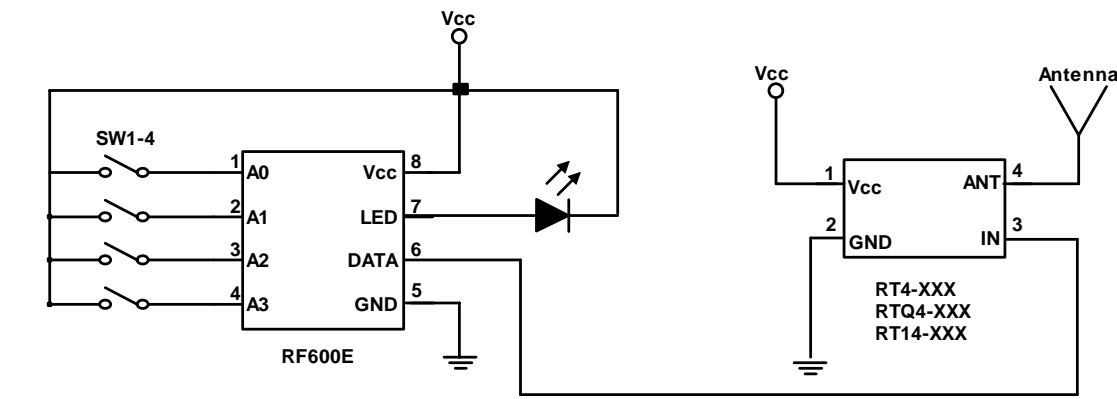 Vcc
Vcc
Antenna
SW1-4
1 A0 Vcc 8
2 A1 LED 7
3 A2 DATA 6
4 A3 GND 5
RF600E
1 Vcc ANT 4
2 GND IN 3
RT4-XXX
RTQ4-XXX
RT14-XXX